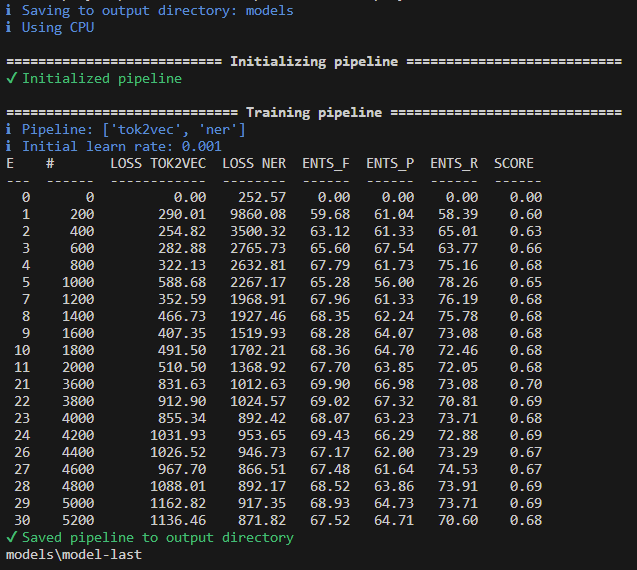 ℹ Saving to output directory: models
ℹ Using CPU
=========================== Initializing pipeline ===========================
✔ Initialized pipeline
============================= Training pipeline =============================
ℹ Pipeline: ['tok2vec', 'ner']
ℹ Initial learn rate: 0.001
E    #       LOSS TOK2VEC  LOSS NER  ENTS_F  ENTS_P  ENTS_R  SCORE
---  ------  ------------  --------  ------  ------  ------  ------
  0       0          0.00    252.57    0.00    0.00    0.00    0.00
  1     200        290.01   9860.08   59.68   61.04   58.39    0.60
  2     400        254.82   3500.32   63.12   61.33   65.01    0.63
  3     600        282.88   2765.73   65.60   67.54   63.77    0.66
  4     800        322.13   2632.81   67.79   61.73   75.16    0.68
  5    1000        588.68   2267.17   65.28   56.00   78.26    0.65
  7    1200        352.59   1968.91   67.96   61.33   76.19    0.68
  8    1400        466.73   1927.46   68.35   62.24   75.78    0.68
  9    1600        407.35   1519.93   68.28   64.07   73.08    0.68
 10    1800        491.50   1702.21   68.36   64.70   72.46    0.68
 11    2000        510.50   1368.92   67.70   63.85   72.05    0.68
 21    3600        831.63   1012.63   69.90   66.98   73.08    0.70
 22    3800        912.90   1024.57   69.02   67.32   70.81    0.69
 23    4000        855.34    892.42   68.07   63.23   73.71    0.68
 24    4200       1031.93    953.65   69.43   66.29   72.88    0.69
 26    4400       1026.52    946.73   67.17   62.00   73.29    0.67
 27    4600        967.70    866.51   67.48   61.64   74.53    0.67
 28    4800       1088.01    892.17   68.52   63.86   73.91    0.69
 29    5000       1162.82    917.35   68.93   64.73   73.71    0.69
 30    5200       1136.46    871.82   67.52   64.71   70.60    0.68
✔ Saved pipeline to output directory
models\model-last